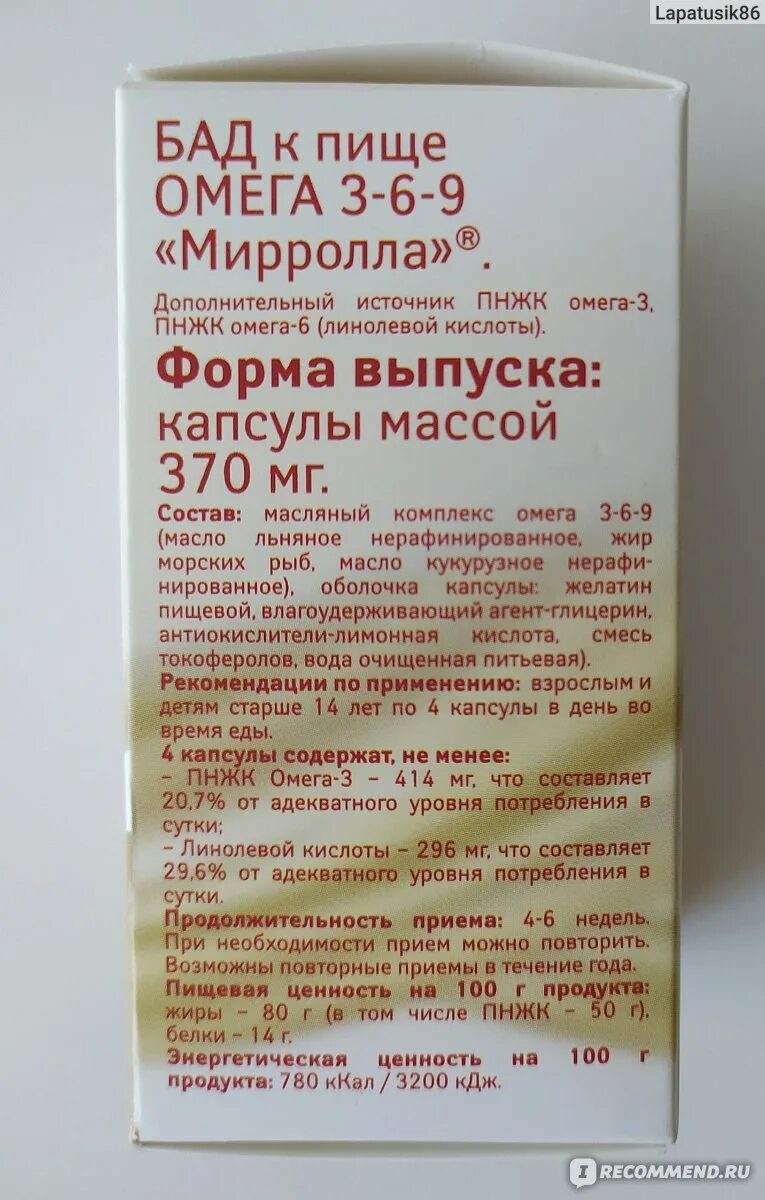 Lapatusik86
БАД к пище
ОМЕГА 3-6-9
«Мирролла»®.
Дополнительный источник ПНЖК омега-3,
ПНЖК омега-6 (линолевой кислоты).
Форма выпуска:
капсулы массой
370 мг.
Состав: масляный комплекс омега 3-6-9
(масло льняное нерафинированное, жир
морских рыб, масло кукурузное нерафи-
нированное), оболочка капсулы: желатин
пищевой, влагоудерживающий агент-глицерин,
антиокислители-лимонная кислота, смесь
токоферолов, вода очищенная питьевая).
Рекомендации по применению: взрослым и
детям старше 14 лет по 4 капсулы в день во
время еды.
4 капсулы содержат, не менее:
– ПНЖК Омега-3 – 414 мг, что составляет
20,7% от адекватного уровня потребления в
сутки;
– Линолевой кислоты – 296 мг, что составляет
29,6% от адекватного уровня потребления в
сутки.
Продолжительность приема: 4-6 недель.
При необходимости прием можно повторить.
Возможны повторные приемы в течение года.
Пищевая ценность на 100 г продукта:
жиры – 80 г (в том числе ПНЖК – 50 г),
белки – 14 г.
Энергетическая ценность на 100 г
продукта: 780 кКал / 3200 кДж.
IRECOMMEND.RU